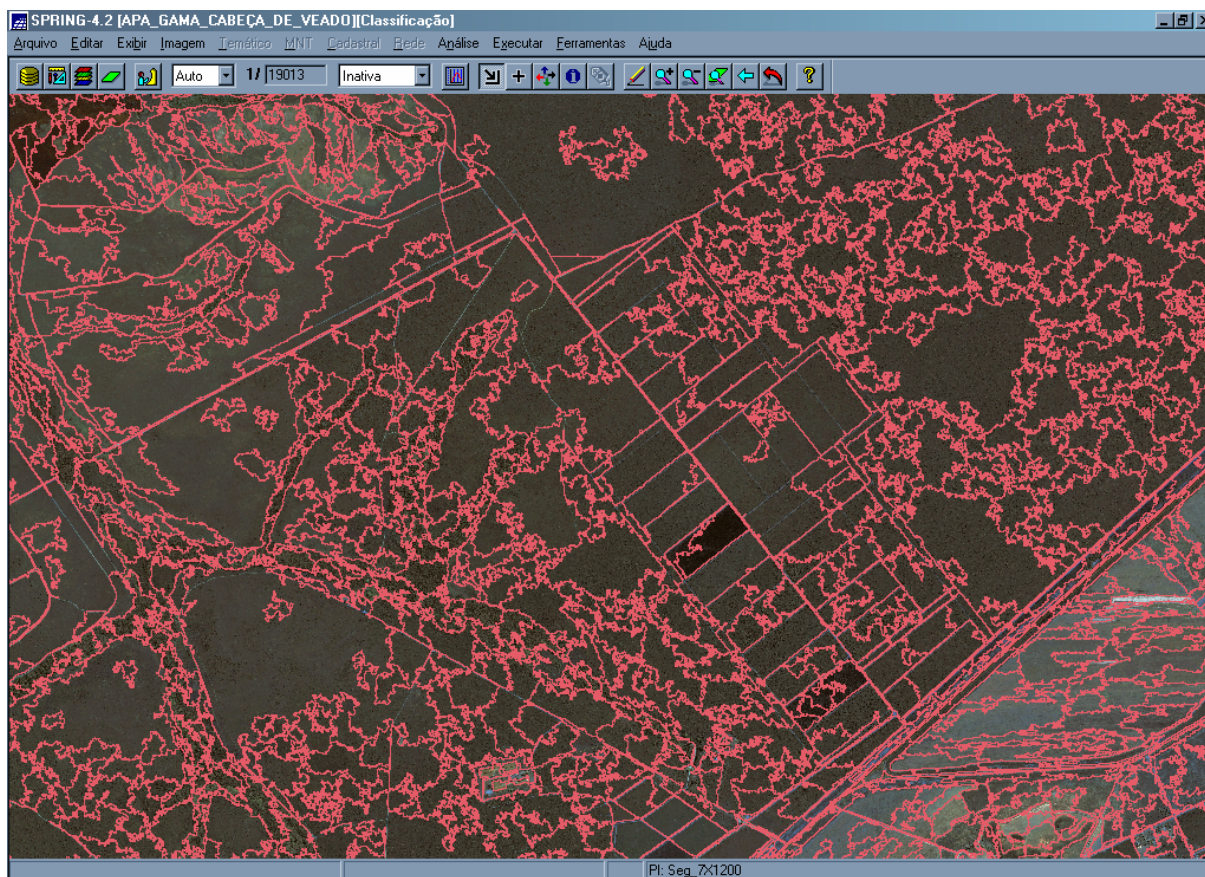 SPRING-4.2 [APA_GAMA_CABEÇA_DE_VEADO][Classificação]
Arquivo Editar Exibir Imagem Temático MNT Cadastral Rede Análise Executar Ferramentas Ajuda
Auto 1/ 19013 Inativa
PI: Seg_7X1200